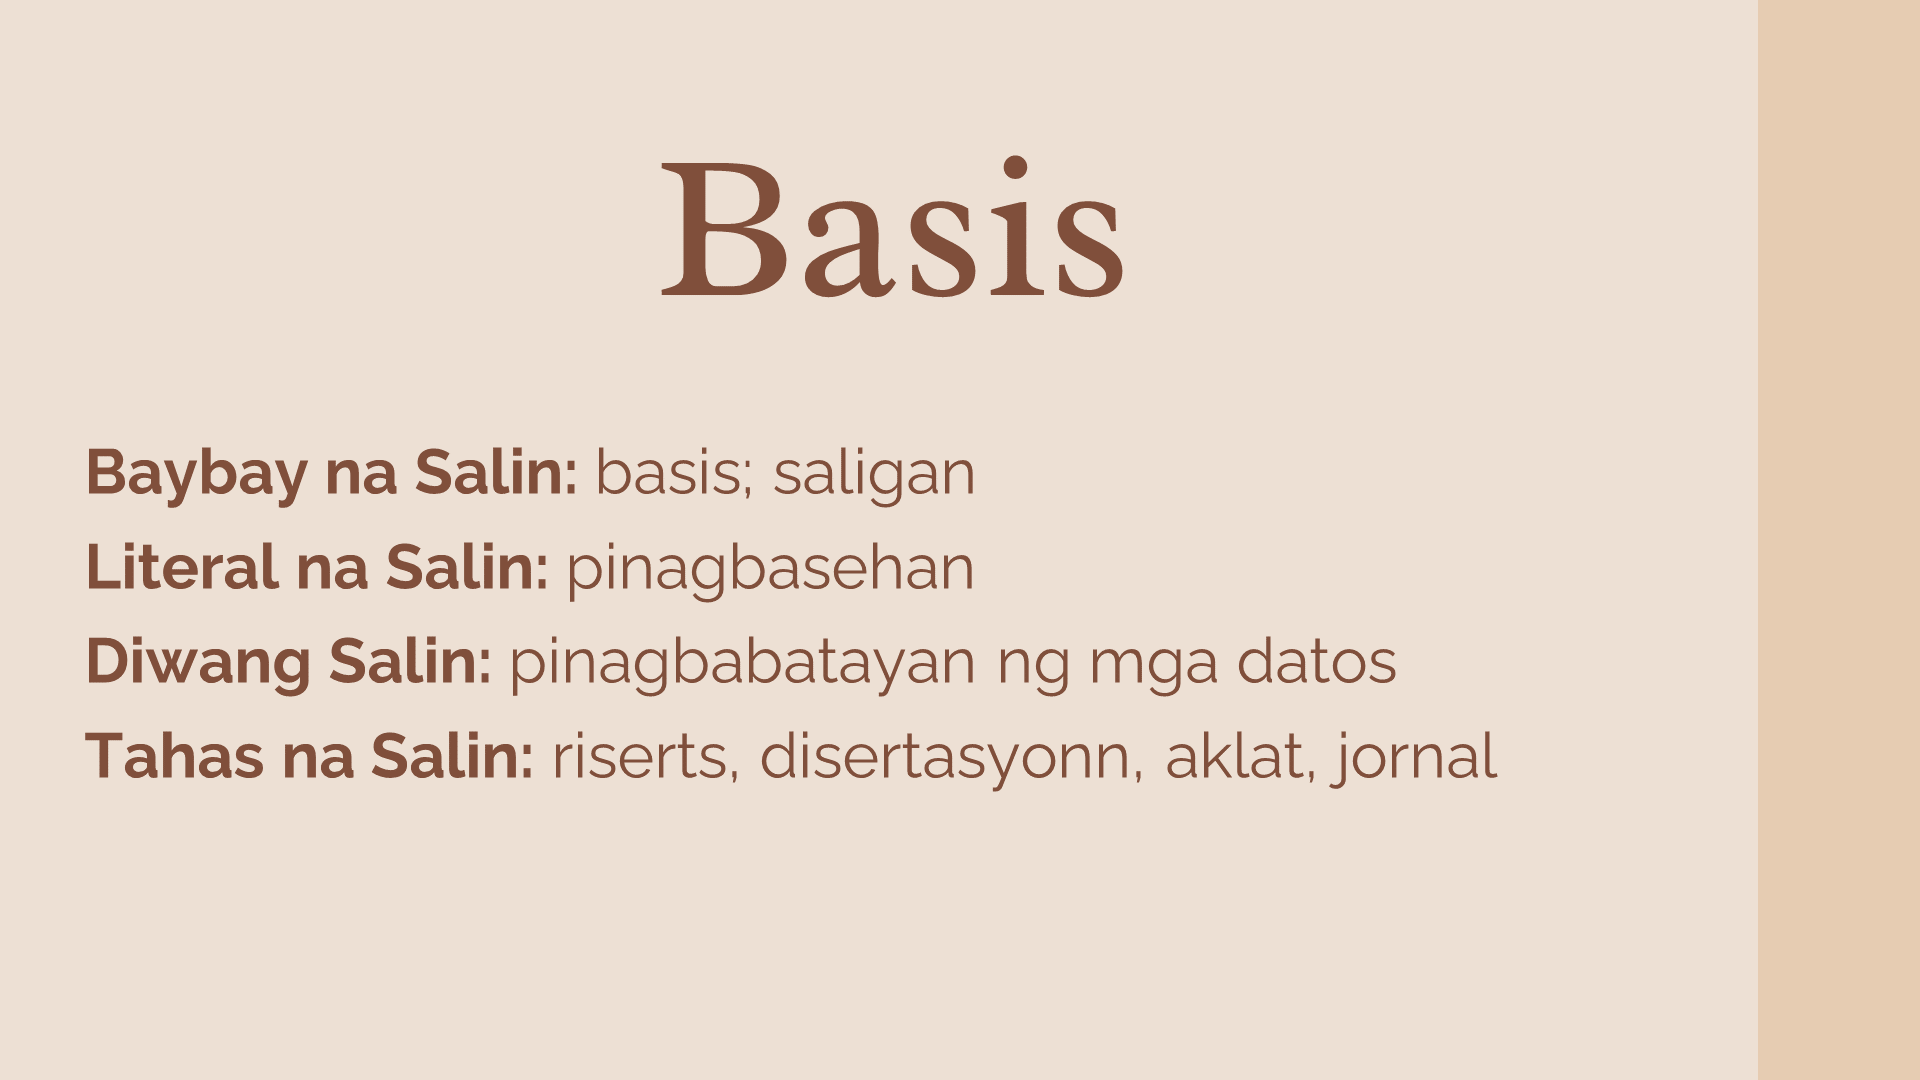 Basis
Baybay na Salin: basis; saligan
Literal na Salin: pinagbasehan
Diwang Salin: pinagbabatayan ng mga datos
Tahas na Salin: riserts, disertasyonn, aklat, jornal